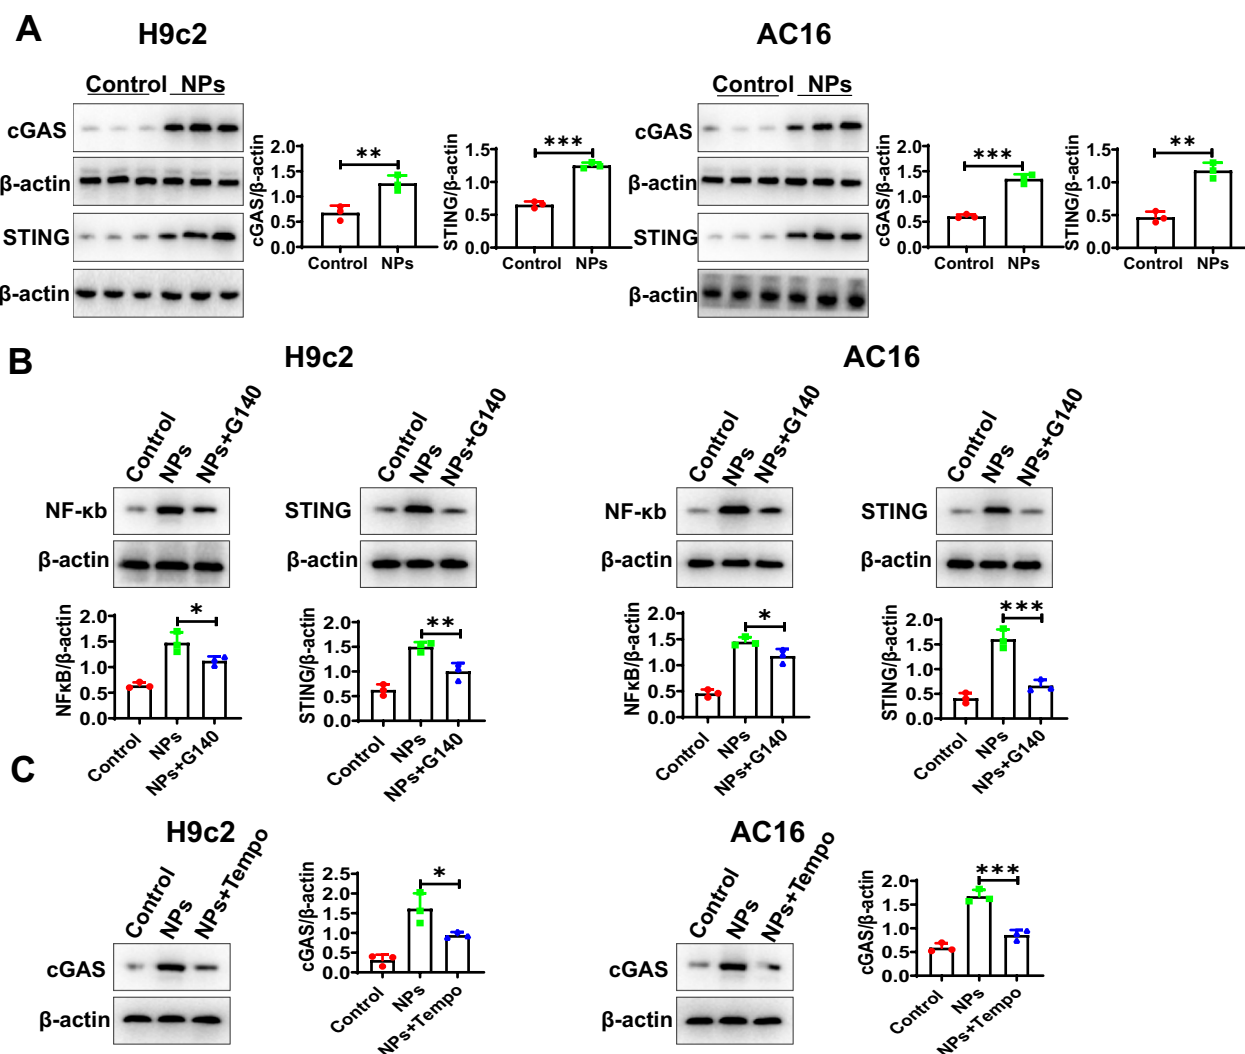 A
H9c2
AC16
Control NPs
cGAS
β-actin
STING
β-actin
cGAS/β-actin
2.0
1.5
1.0
0.5
0.0
**
Control NPs
STING/β-actin
1.5
1.0
0.5
0.0
***
Control NPs
Control NPs
cGAS
β-actin
STING
β-actin
cGAS/β-actin
2.0
1.5
1.0
0.5
0.0
***
Control NPs
STING/β-actin
1.5
1.0
0.5
0.0
**
Control NPs
B
H9c2
AC16
Control NPs NPs+G140
NF-κb
β-actin
NFκB/β-actin
2.0
1.5
1.0
0.5
0.0
*
Control NPs NPs+G140
Control NPs NPs+G140
STING
β-actin
STING/β-actin
2.0
1.5
1.0
0.5
0.0
**
Control NPs NPs+G140
Control NPs NPs+G140
NF-κb
β-actin
NFκB/β-actin
2.0
1.5
1.0
0.5
0.0
*
Control NPs NPs+G140
Control NPs NPs+G140
STING
β-actin
STING/β-actin
2.0
1.5
1.0
0.5
0.0
***
Control NPs NPs+G140
C
H9c2
AC16
Control NPs NPs+Tempo
cGAS
β-actin
cGAS/β-actin
2.5
2.0
1.5
1.0
0.5
0.0
*
Control NPs NPs+Tempo
Control NPs NPs+Tempo
cGAS
β-actin
cGAS/β-actin
2.0
1.5
1.0
0.5
0.0
***
Control NPs NPs+Tempo